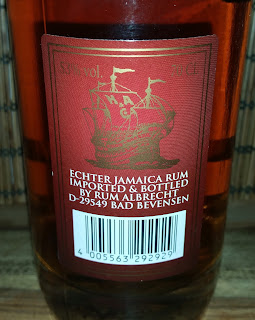 ECHTER JAMAICA RUM
IMPORTED & BOTTLED
BY RUM ALBRECHT
D-29549 BAD BEVENSEN
4 005563 292929